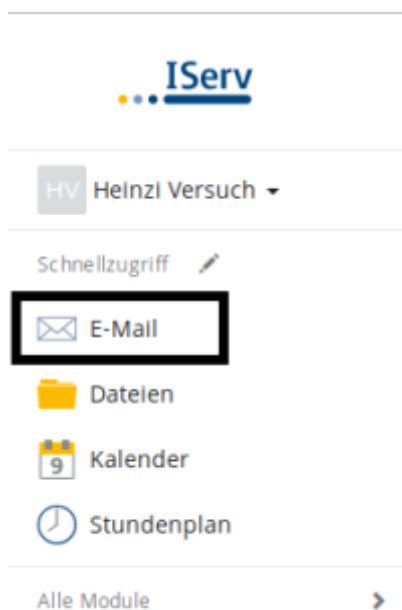 IServ
HV Heinzi Versuch
Schnellzugriff
E-Mail
Dateien
9 Kalender
Stundenplan
Alle Module